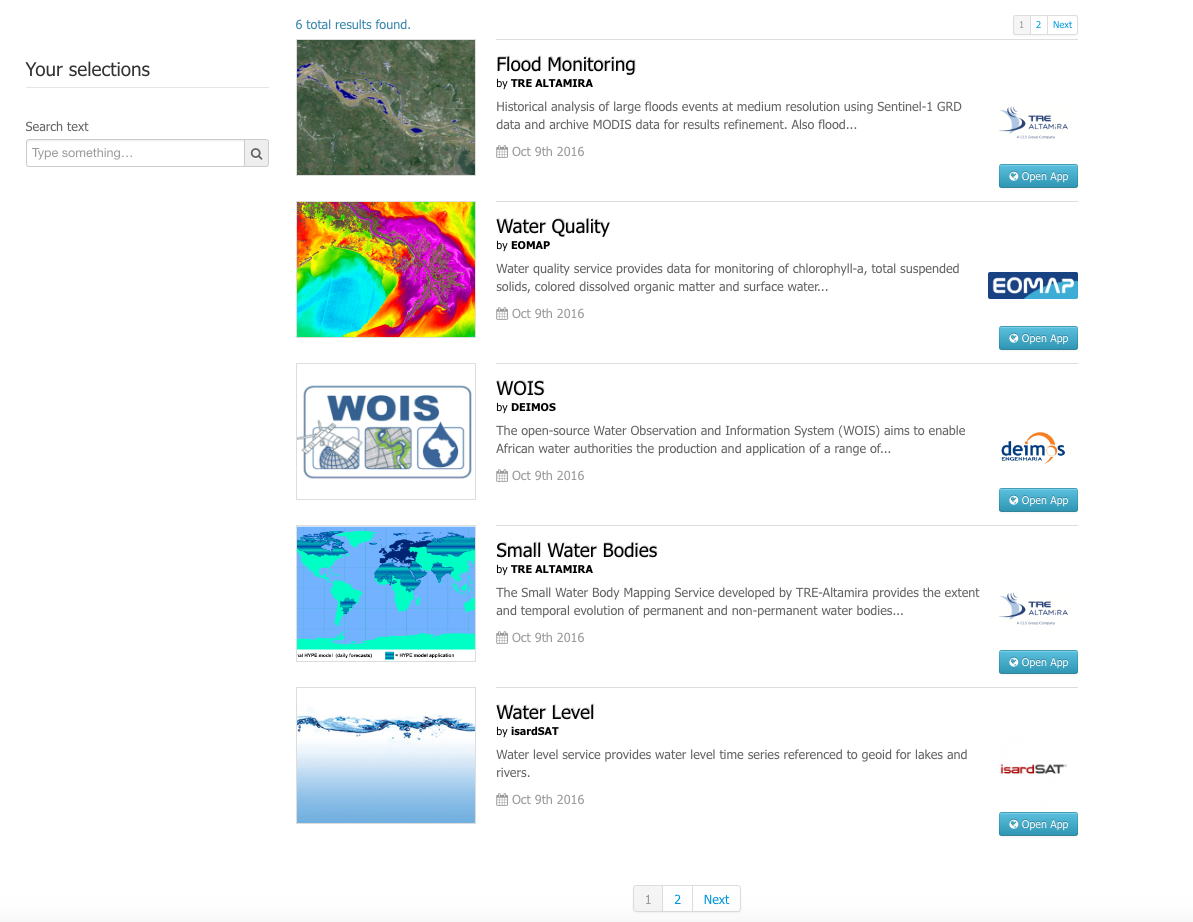 6 total results found.
1 2 Next
Your selections
Search text
Type something...
Flood Monitoring
by TRE ALTAMIRA
Historical analysis of large floods events at medium resolution using Sentinel-1 GRD
data and archive MODIS data for results refinement. Also flood...
Oct 9th 2016
TRE
ALTAMIRA
A CLS Group Company
Open App
Water Quality
by EOMAP
Water quality service provides data for monitoring of chlorophyll-a, total suspended
solids, colored dissolved organic matter and surface water...
Oct 9th 2016
EOMAP
Open App
WOIS
WOIS
by DEIMOS
The open-source Water Observation and Information System (WOIS) aims to enable
African water authorities the production and application of a range of...
Oct 9th 2016
deimos
ENGENHARIA
Open App
Small Water Bodies
by TRE ALTAMIRA
The Small Water Body Mapping Service developed by TRE-Altamira provides the extent
and temporal evolution of permanent and non-permanent water bodies...
Oct 9th 2016
al HYPE model (daily forecasts) = HYPE model application
TRE
ALTAMIRA
A CLS Group Company
Open App
Water Level
by isardSAT
Water level service provides water level time series referenced to geoid for lakes and
rivers.
Oct 9th 2016
isardSAT
Open App
1 2 Next